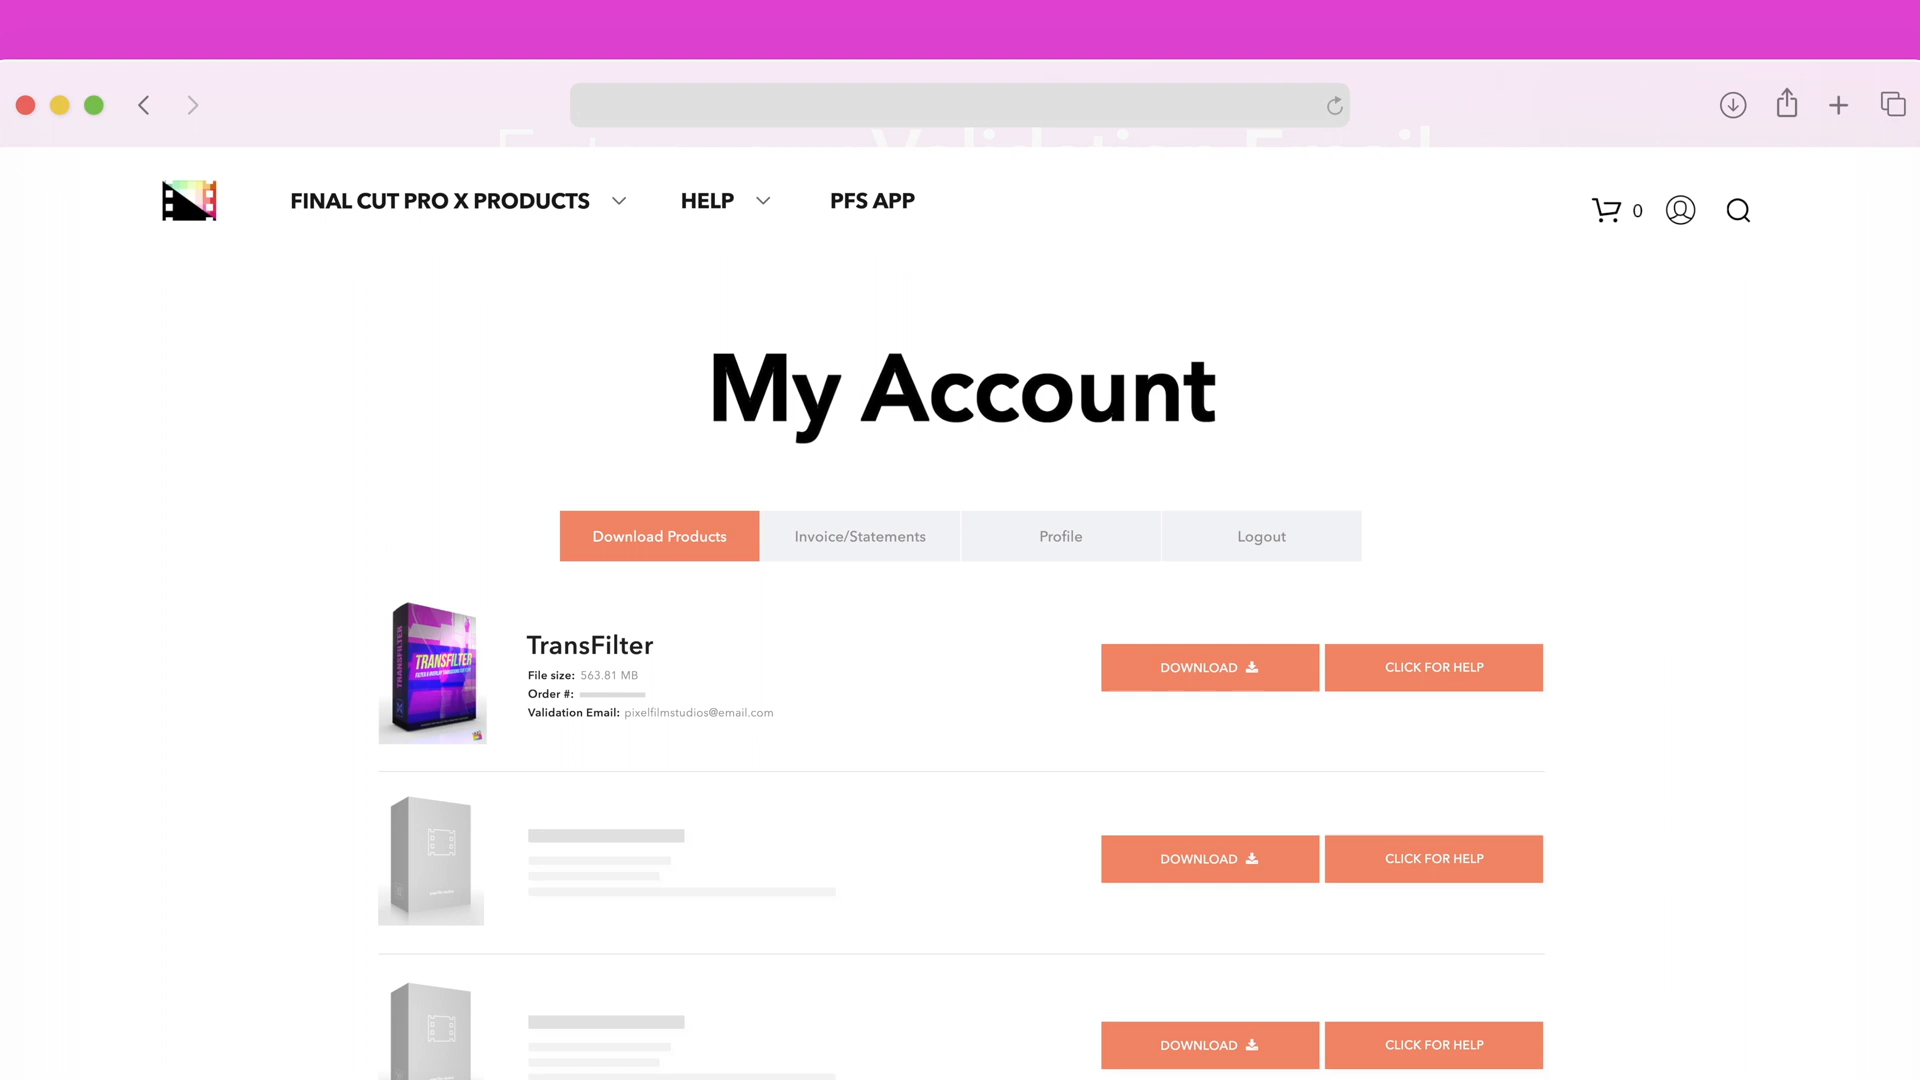 FINAL CUT PRO X PRODUCTS
HELP
PFS APP
0
My Account
Download Products
Invoice/Statements
Profile
Logout
TRANSFILTER
TRANSFILTER
TransFilter
File size: 563.81 MB
Order #:
Validation Email: pixelfilmstudios@email.com
DOWNLOAD
CLICK FOR HELP
DOWNLOAD
CLICK FOR HELP
DOWNLOAD
CLICK FOR HELP